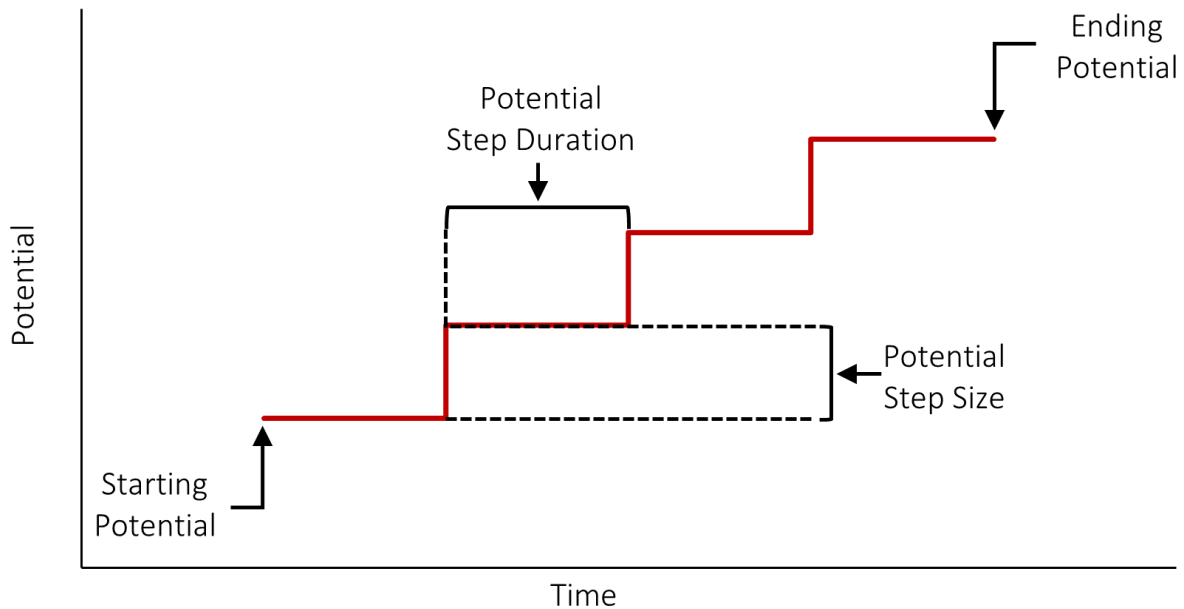 Ending
Potential
Potential
Step Duration
Potential
Potential
Step Size
Starting
Potential
Time